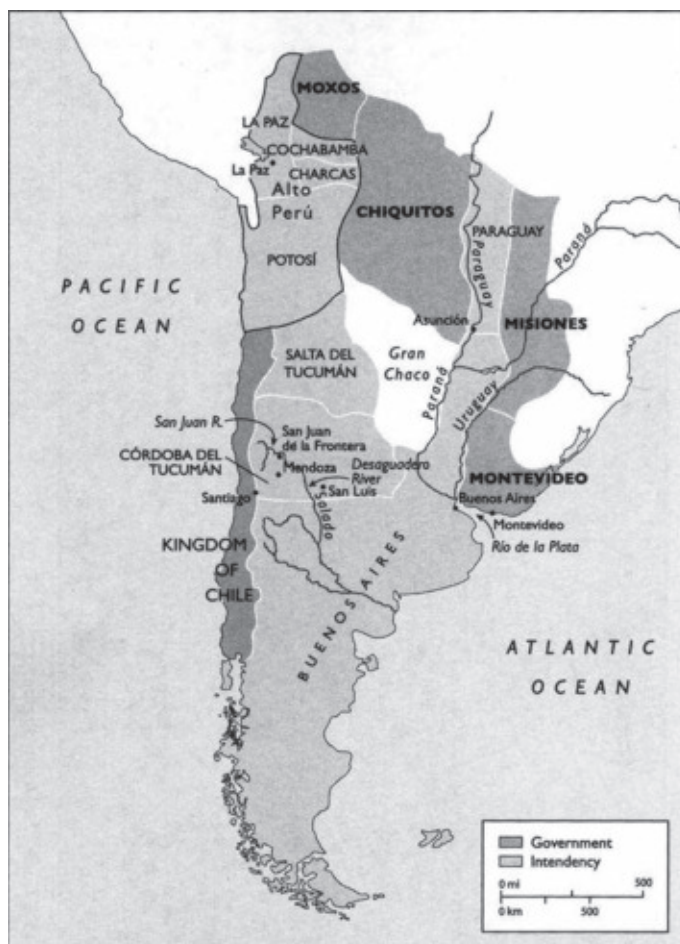 MOXOS
LA PAZ
COCHABAMBA
La Paz
CHARCAS
Alto
Perú
CHIQUITOS
PARAGUAY
Paraguay
Paraná
POTOSÍ
PACIFIC
OCEAN
Asunción
MISIONES
SALTA DEL
TUCUMÁN
Gran
Chaco
Paraná
Uruguay
San Juan R.
San Juan
de la Frontera
CÓRDOBA DEL
TUCUMÁN
Mendoza
Desaguadero
River
San Luis
MONTEVIDEO
Santiago
Salado
Buenos Aires
Montevideo
Río de la Plata
KINGDOM
OF
CHILE
BUENOS AIRES
ATLANTIC
OCEAN
Government
Intendency
0 mi 500
0 km 500